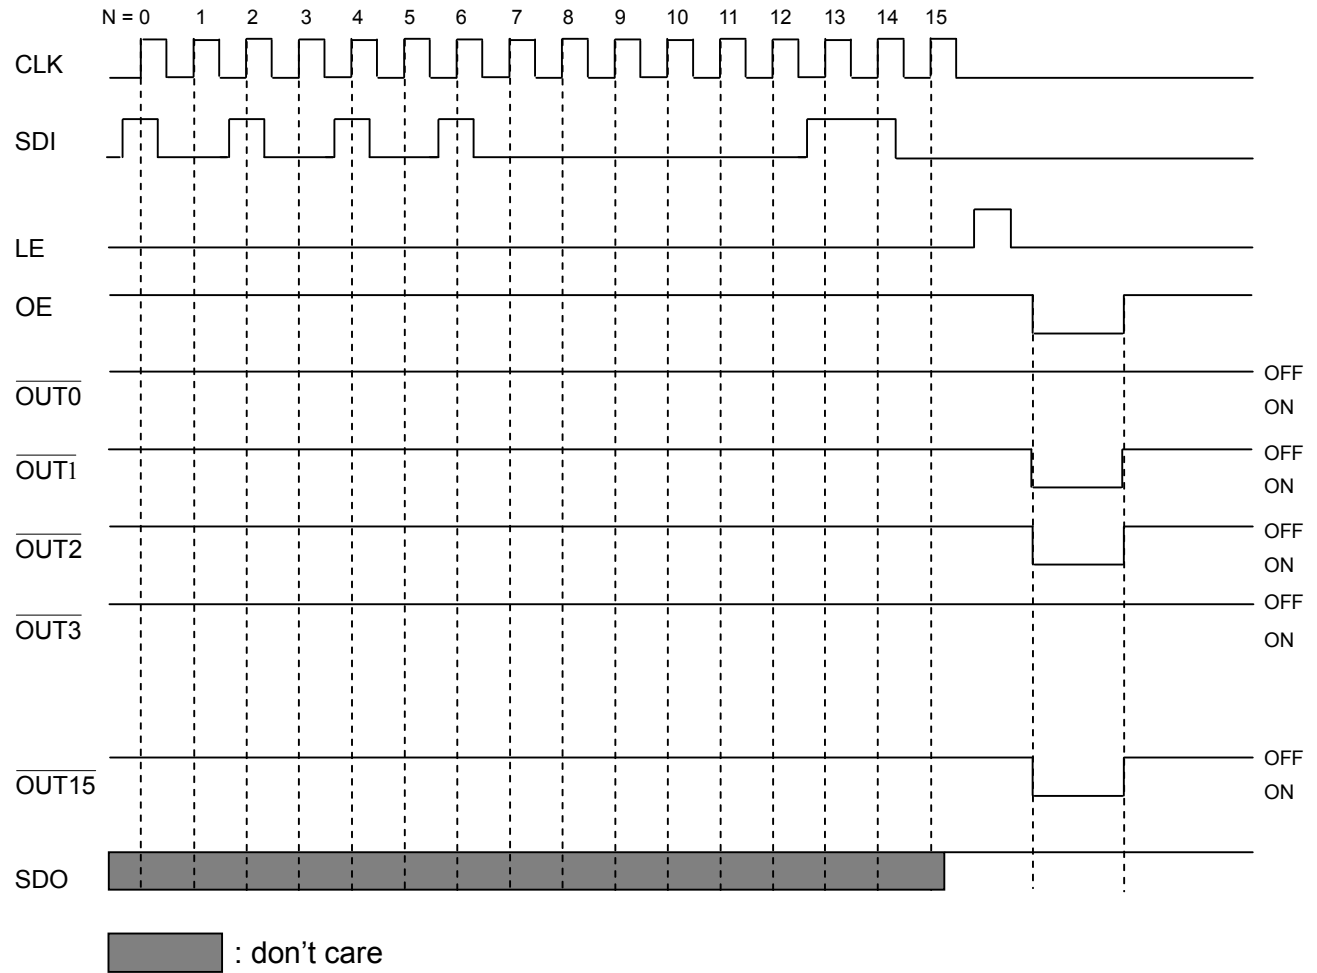 N = 0 1 2 3 4 5 6 7 8 9 10 11 12 13 14 15
CLK
SDI
LE
OE
OUT0
OFF
ON
OUT1
OFF
ON
OUT2
OFF
ON
OUT3
OFF
ON
OUT15
OFF
ON
SDO
: don’t care